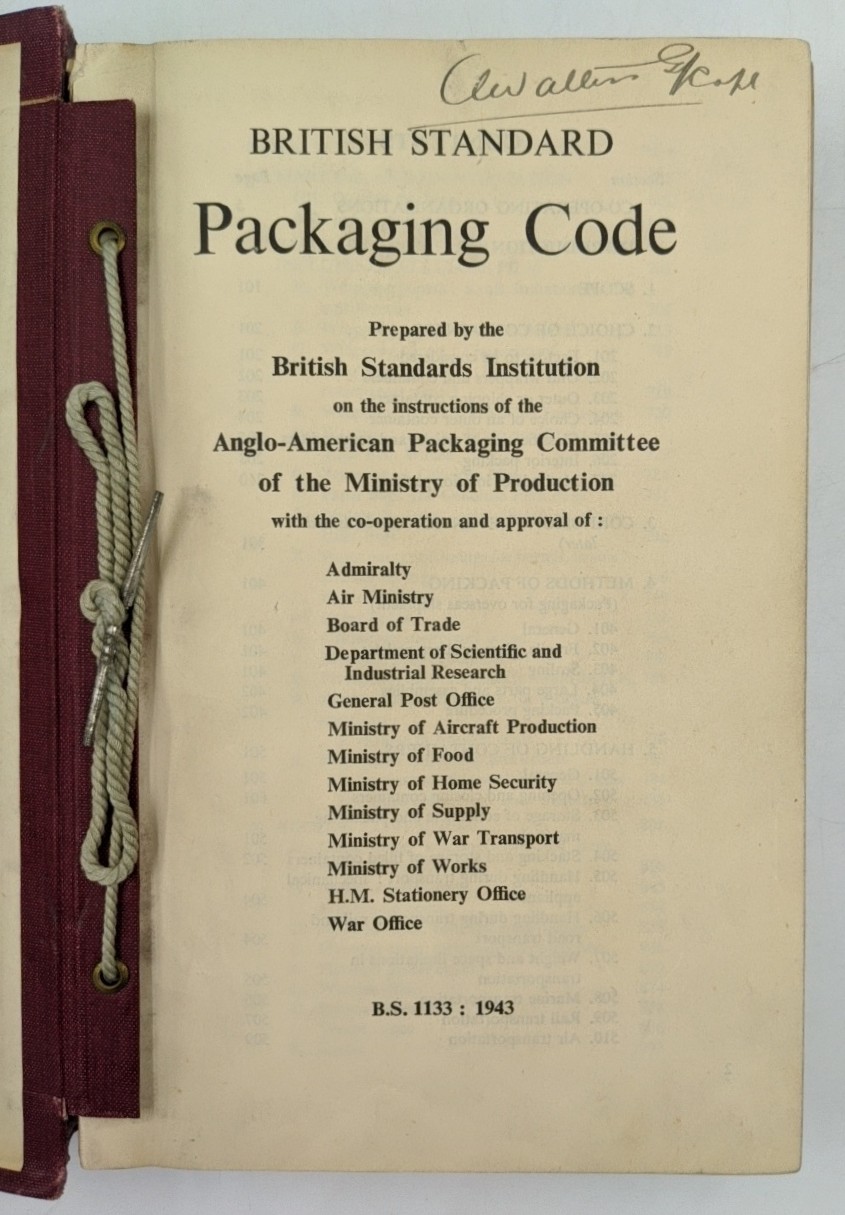 BRITISH STANDARD
Packaging Code
Prepared by the
British Standards Institution
on the instructions of the
Anglo-American Packaging Committee
of the Ministry of Production
with the co-operation and approval of :
Admiralty
Air Ministry
Board of Trade
Department of Scientific and
Industrial Research
General Post Office
Ministry of Aircraft Production
Ministry of Food
Ministry of Home Security
Ministry of Supply
Ministry of War Transport
Ministry of Works
H.M. Stationery Office
War Office
B.S. 1133 : 1943